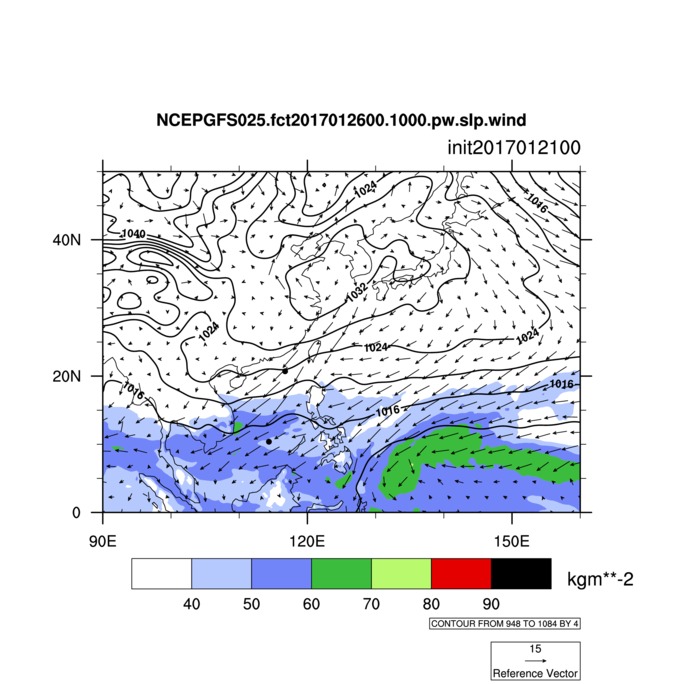 NCEPGFS025.fct2017012600.1000.pw.slp.wind
init2017012100
1024
1016
1040
40N
1032
1024
1024
1024
20N
1016
1016
1016
0
90E 120E 150E
40 50 60 70 80 90
kgm**-2
CONTOUR FROM 948 TO 1084 BY 4
15
Reference Vector